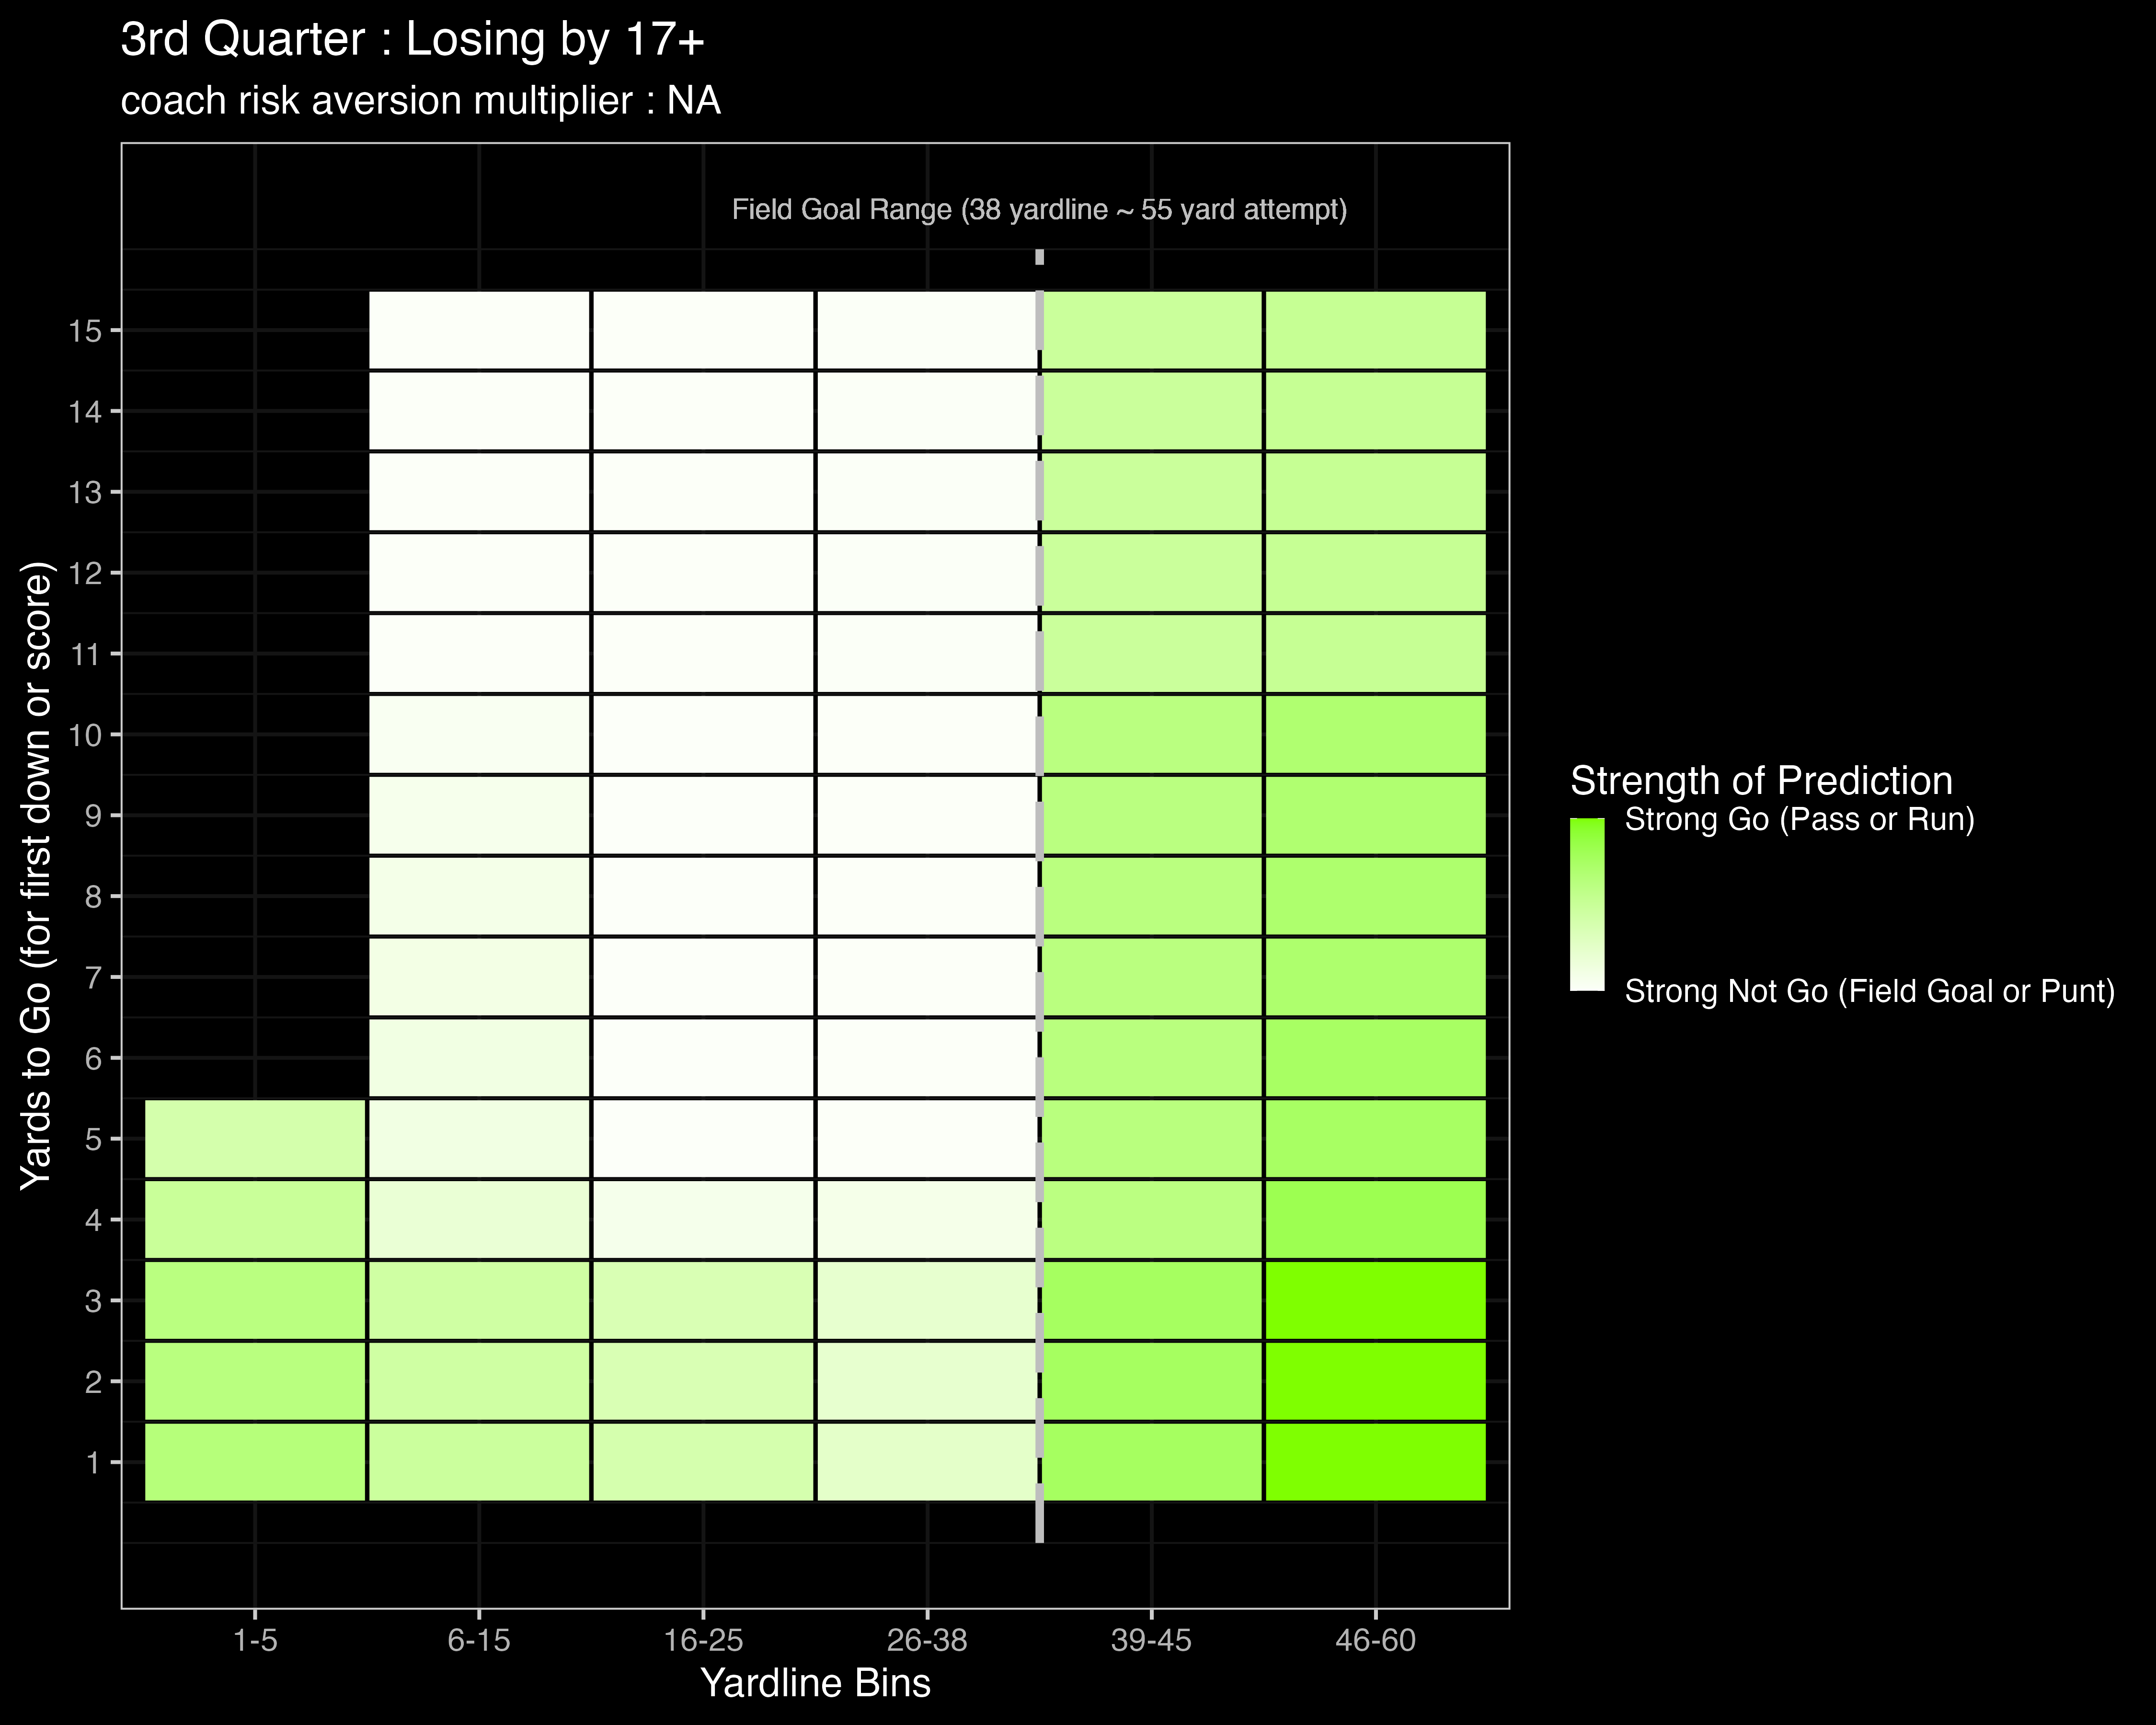 3rd Quarter : Losing by 17+
coach risk aversion multiplier : NA
Field Goal Range (38 yardline ~ 55 yard attempt)
Yards to Go (for first down or score)
15
14
13
12
11
10
9
8
7
6
5
4
3
2
1
1-5
6-15
16-25
26-38
39-45
46-60
Yardline Bins
Strength of Prediction
Strong Go (Pass or Run)
Strong Not Go (Field Goal or Punt)